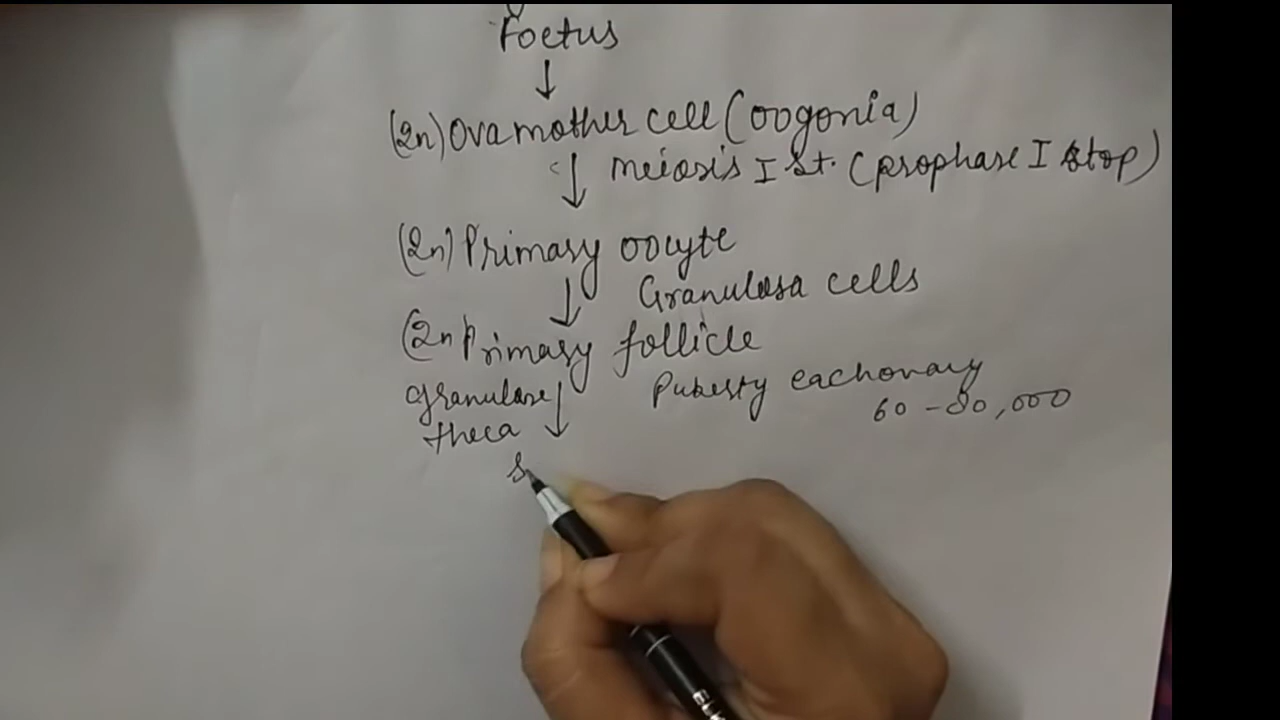 Foetus
(2n) Ova mother cell (oogonia)
meiosis I st. (prophase I stop)
(2n) Primary oocyte
Granulosa cells
(2n) Primary follicle
Puberty each ovary
60-80,000
granulose
theca
s